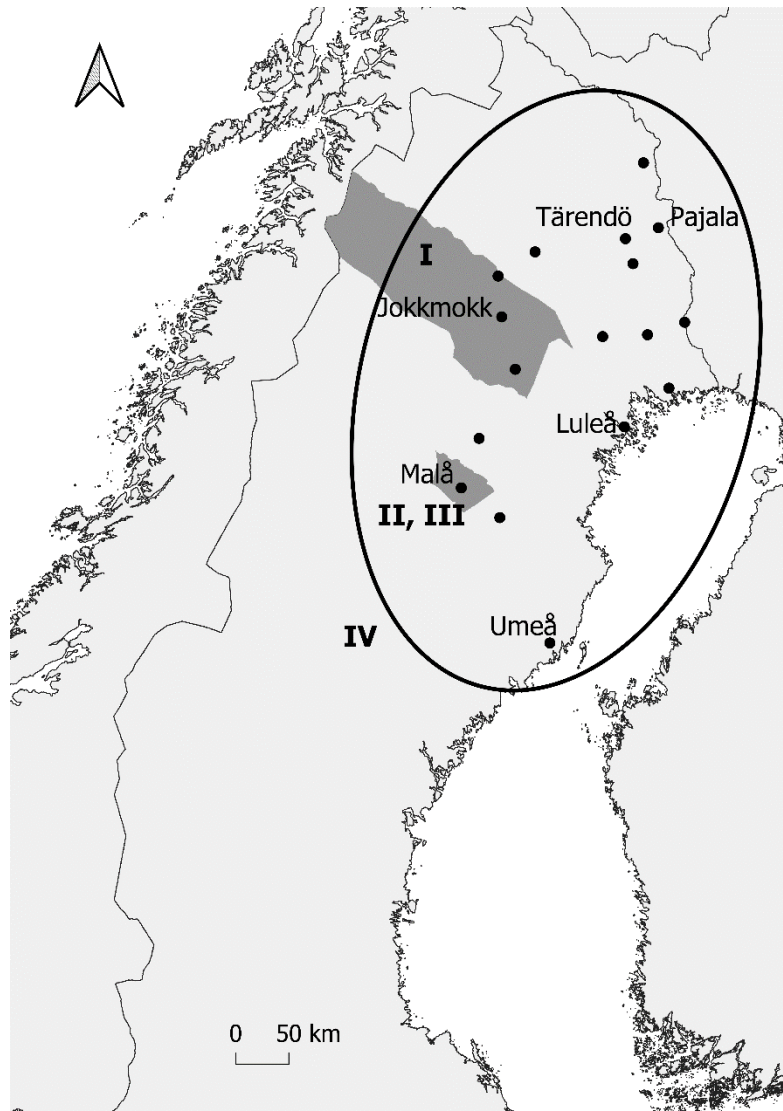 Tärendö
Pajala
I
Jokkmokk
Luleå
Malå
II, III
Umeå
IV
0 50 km